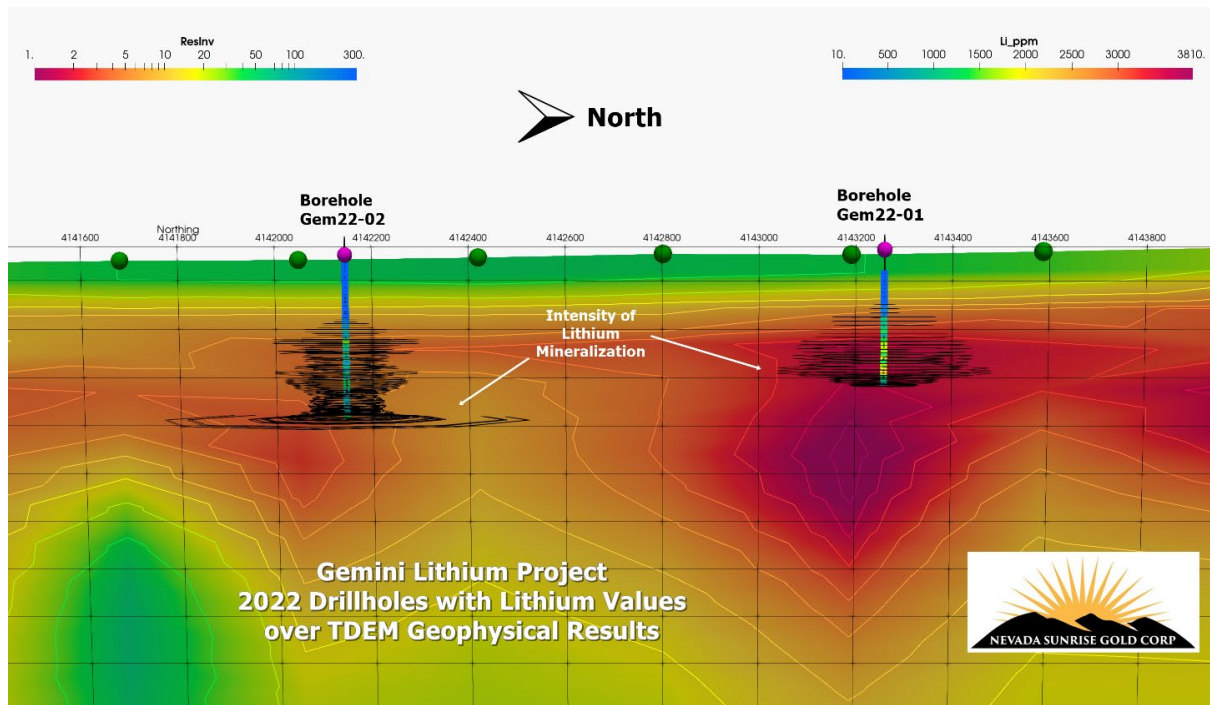 ResInv
1. 2 5 10 20 50 100 300.
Li_ppm
10. 500 1000 1500 2000 2500 3000 3810.
North
Borehole
Gem22-02
Borehole
Gem22-01
Northing
4141600 4141800 4142000 4142200 4142400 4142600 4142800 4143000 4143200 4143400 4143600 4143800
Intensity of
Lithium
Mineralization
Gemini Lithium Project
2022 Drillholes with Lithium Values
over TDEM Geophysical Results
NEVADA SUNRISE GOLD CORP